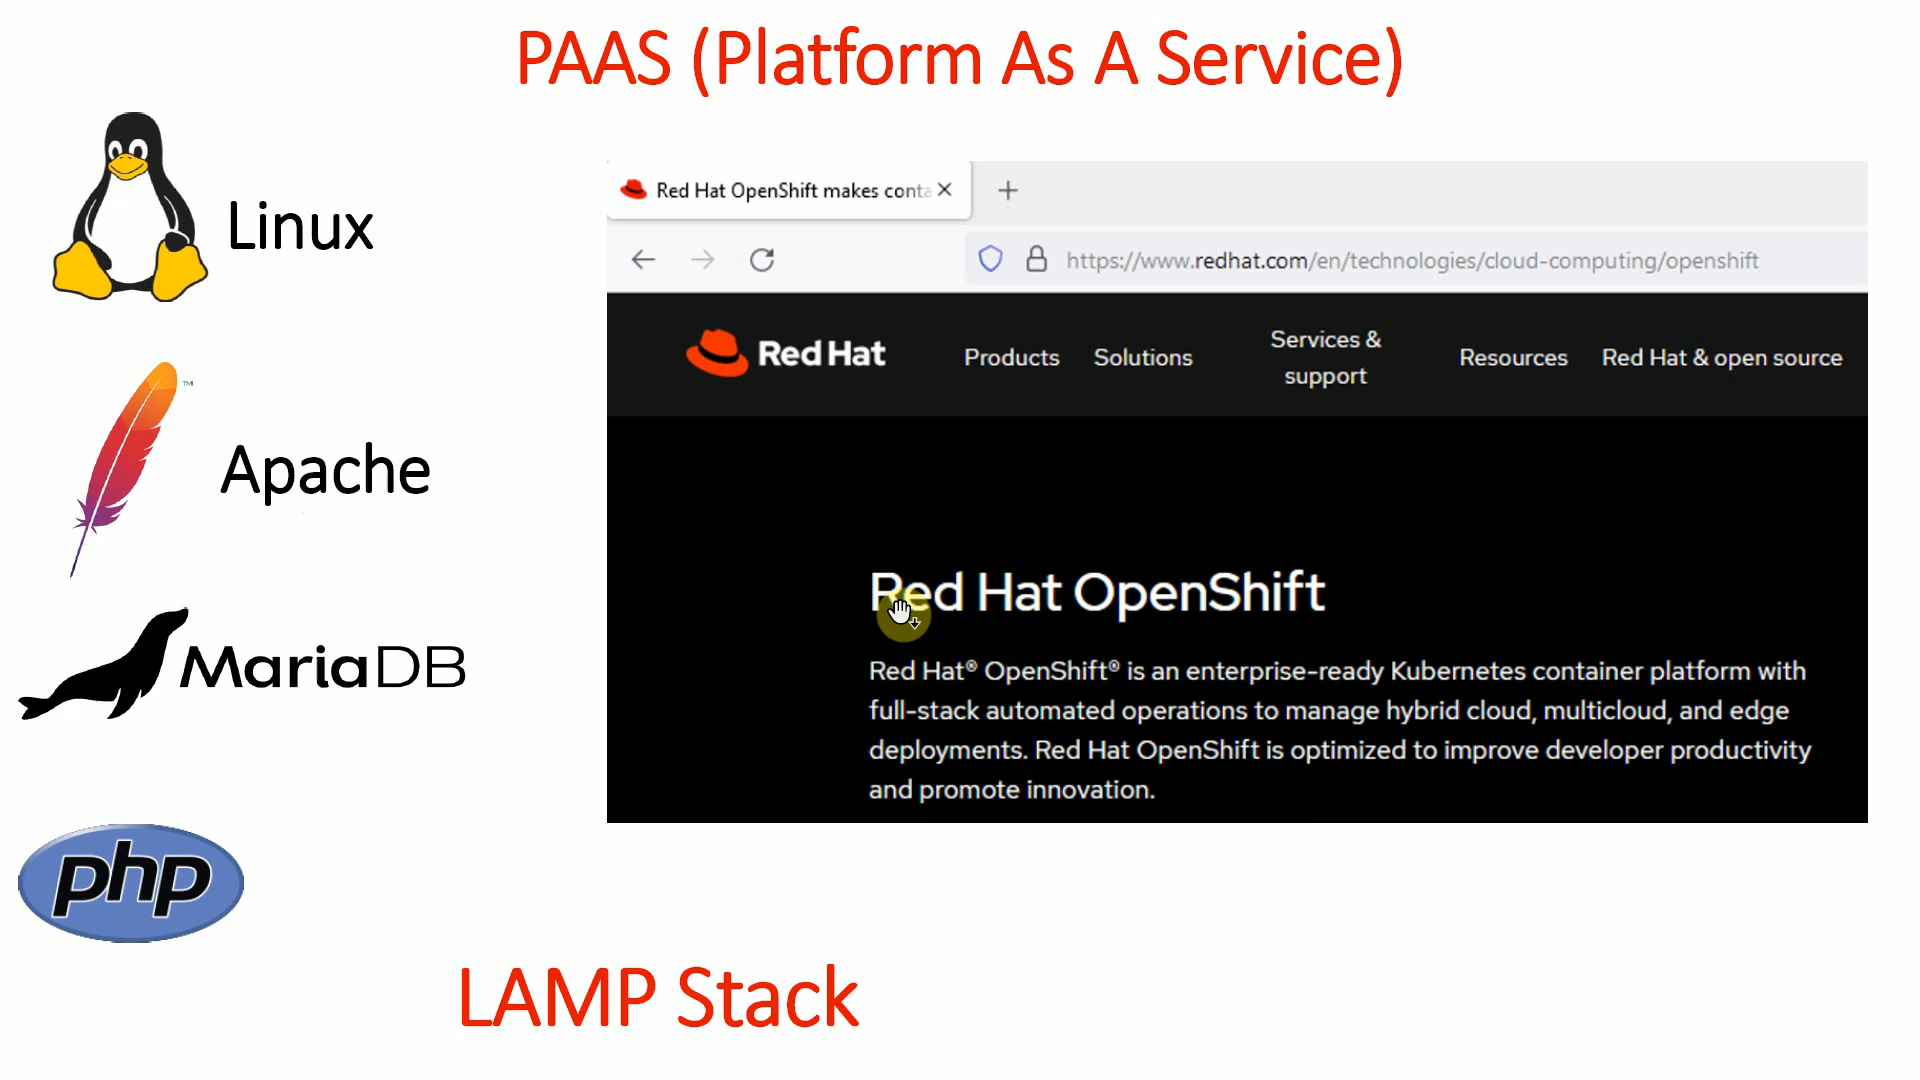 PAAS (Platform As A Service)
Linux
Apache
TM
MariaDB
php
LAMP Stack
Red Hat OpenShift makes conta
https://www.redhat.com/en/technologies/cloud-computing/openshift
Red Hat
Products
Solutions
Services &
support
Resources
Red Hat & open source
Red Hat OpenShift
Red Hat® OpenShift® is an enterprise-ready Kubernetes container platform with
full-stack automated operations to manage hybrid cloud, multicloud, and edge
deployments. Red Hat OpenShift is optimized to improve developer productivity
and promote innovation.